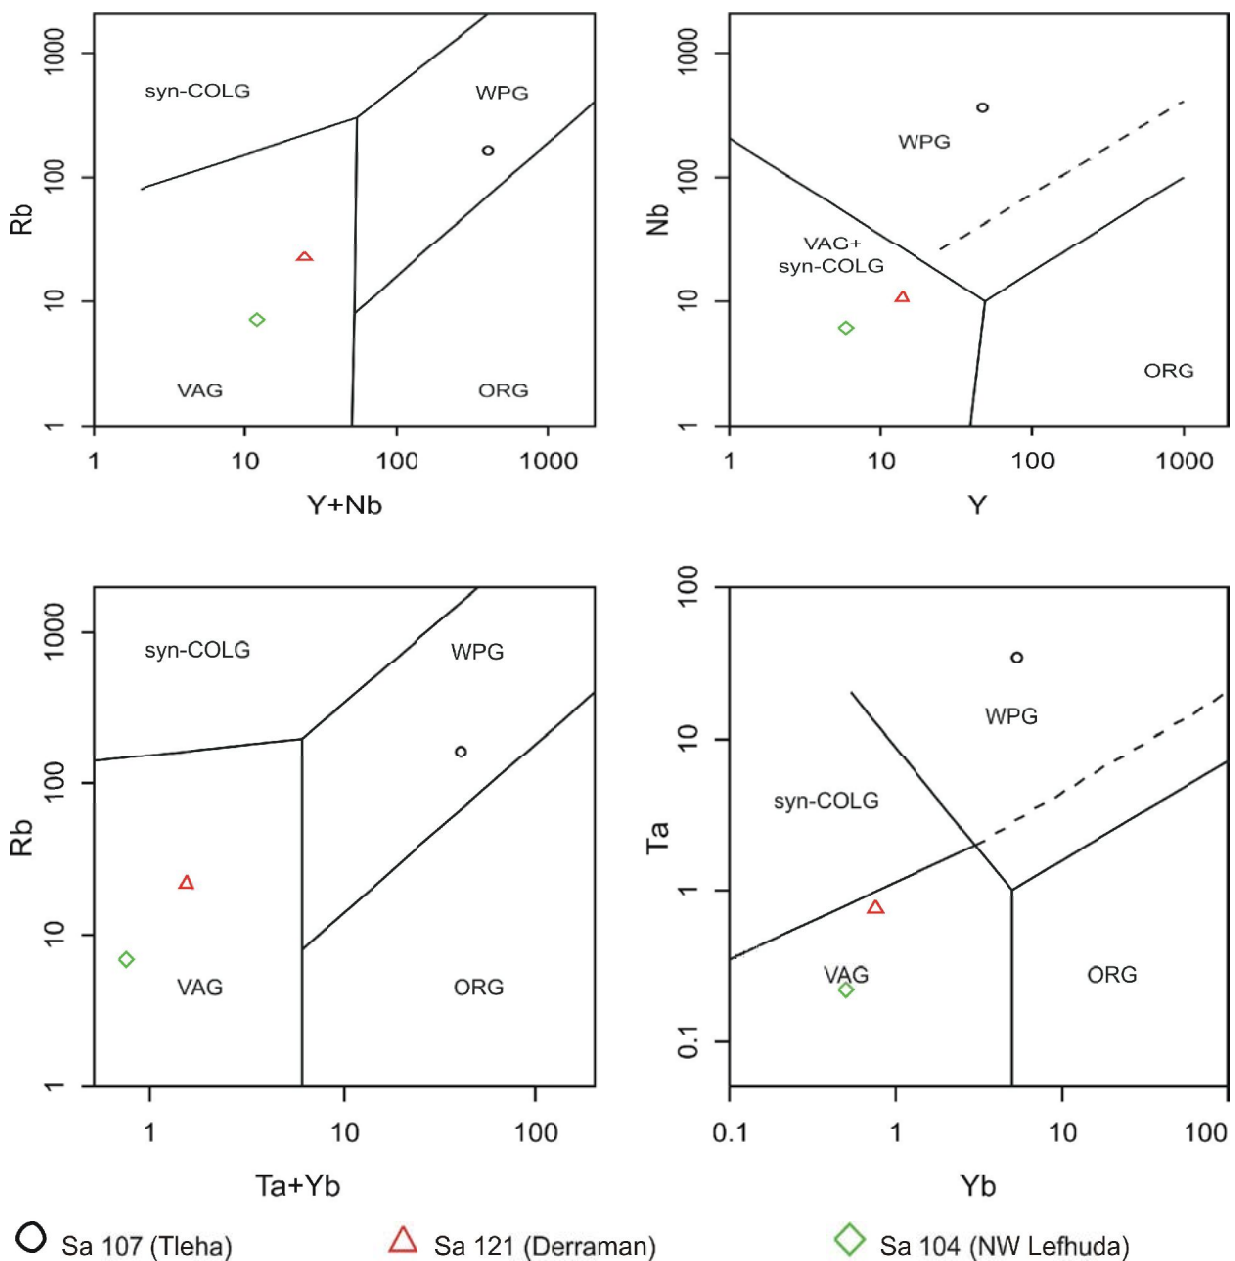 1000
syn-COLG
WPG
100
Rb
10
VAG
ORG
1
1 10 100 1000
Y+Nb
1000
WPG
100
Nb
VAG+
syn-COLG
10
ORG
1
1 10 100 1000
Y
1000
syn-COLG
WPG
100
Rb
10
VAG
ORG
1
1 10 100
Ta+Yb
100
WPG
10
syn-COLG
Ta
1
VAG
ORG
0.1
0.1 1 10 100
Yb
Sa 107 (Tleha) Sa 121 (Derraman) Sa 104 (NW Lefhuda)